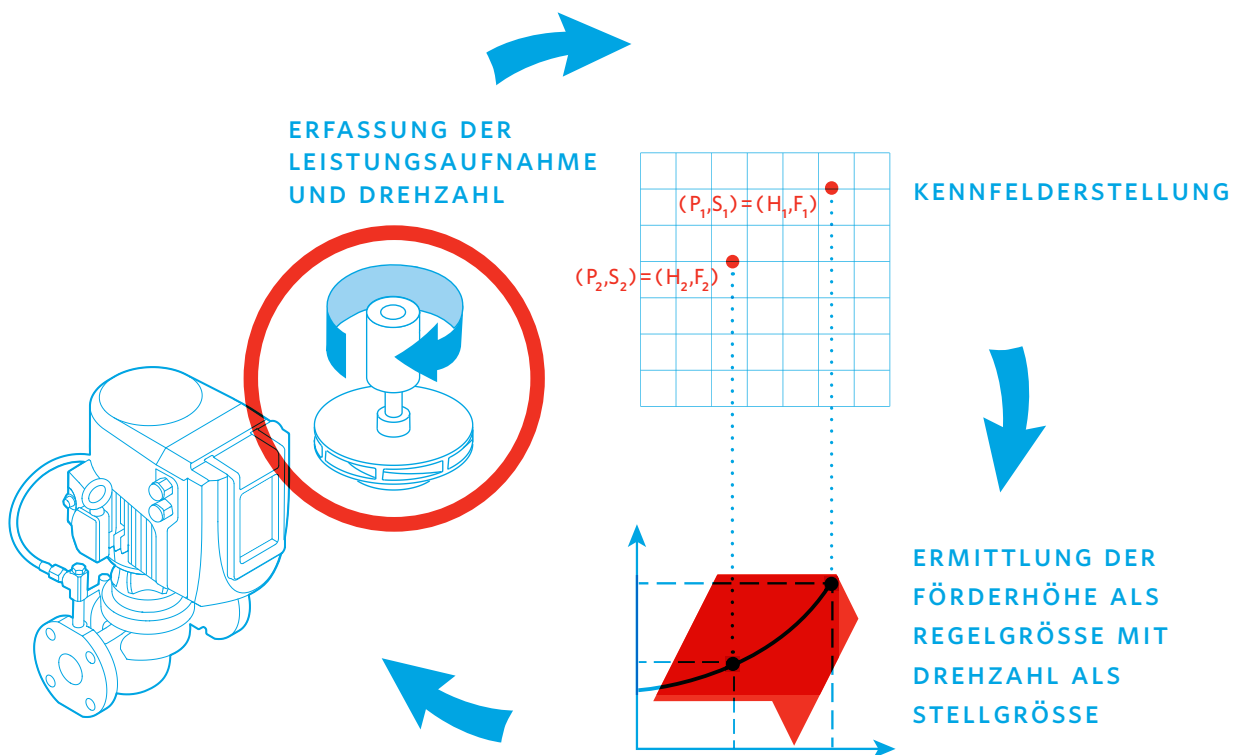 ERFASSUNG DER
LEISTUNGSAUFNAHME
UND DREHZAHL
(P₁,S₁)=(H₁,F₁)
(P₂,S₂)=(H₂,F₂)
KENNFELDERSTELLUNG
ERMITTLUNG DER
FÖRDERHÖHE ALS
REGELGRÖSSE MIT
DREHZAHL ALS
STELLGRÖSSE